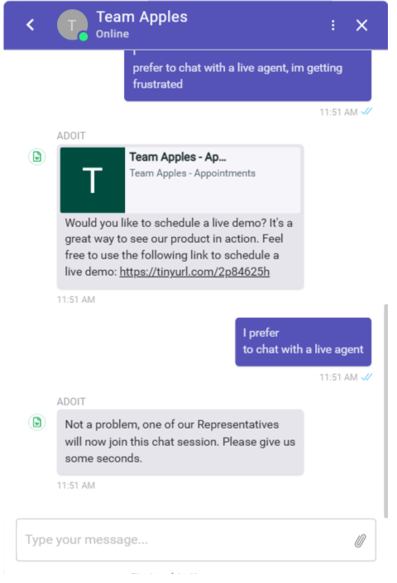 Team Apples
T
Online
prefer to chat with a live agent, im getting
frustrated
11:51 AM
ADOIT
T
Team Apples - Ap...
Team Apples - Appointments
Would you like to schedule a live demo? It's a
great way to see our product in action. Feel
free to use the following link to schedule a
live demo: https://tinyurl.com/2p84625h
11:51 AM
I prefer
to chat with a live agent
11:51 AM
ADOIT
Not a problem, one of our Representatives
will now join this chat session. Please give us
some seconds.
11:51 AM
Type your message...